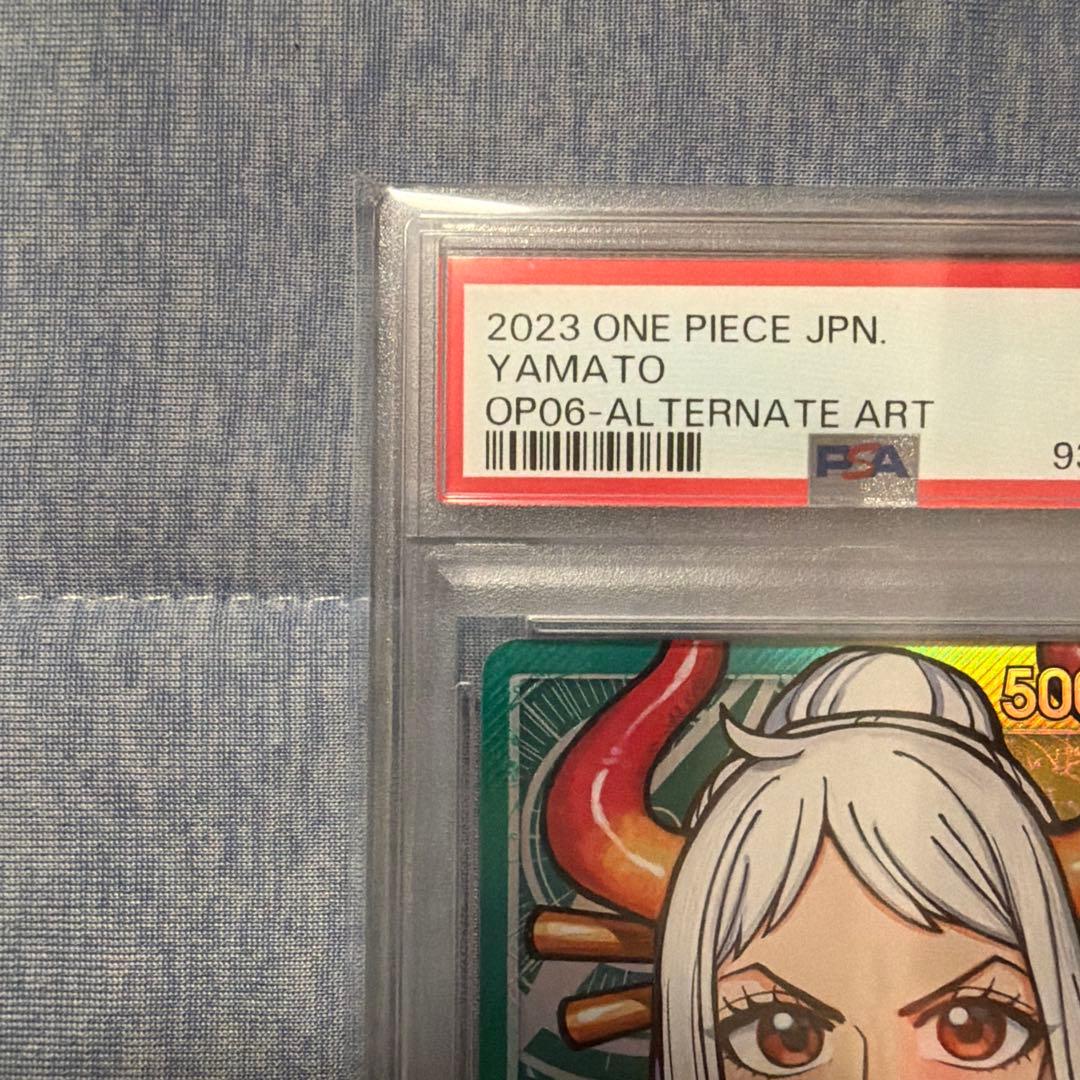 2023 ONE PIECE JPN.
YAMATO
OP06-ALTERNATE ART
PSA